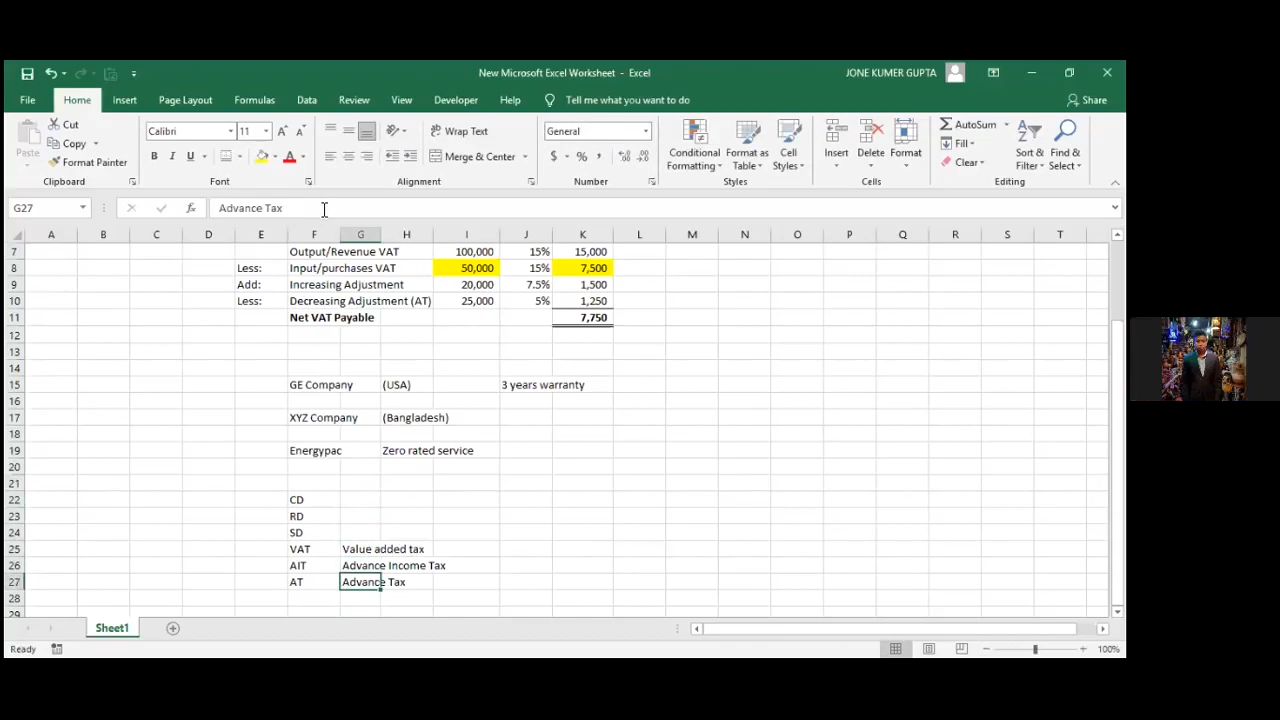 New Microsoft Excel Worksheet - Excel JONE KUMER GUPTA
File Home Insert Page Layout Formulas Data Review View Developer Help Tell me what you want to do Share
Paste Cut Copy Format Painter Clipboard
Calibri 11 B I U A Font
Wrap Text Merge & Center Alignment
General $ % , Number
Conditional Formatting Format as Table Cell Styles Styles
Insert Delete Format Cells
AutoSum Fill Clear Sort & Filter Find & Select Editing
G27 fx Advance Tax
A B C D E F G H I J K L M N O P Q R S T
7 Output/Revenue VAT 100,000 15% 15,000
8 Less: Input/purchases VAT 50,000 15% 7,500
9 Add: Increasing Adjustment 20,000 7.5% 1,500
10 Less: Decreasing Adjustment (AT) 25,000 5% 1,250
11 Net VAT Payable 7,750
12
13
14
15 GE Company (USA) 3 years warranty
16
17 XYZ Company (Bangladesh)
18
19 Energypac Zero rated service
20
21
22 CD
23 RD
24 SD
25 VAT Value added tax
26 AIT Advance Income Tax
27 AT Advance Tax
28
29
Sheet1
Ready 100%